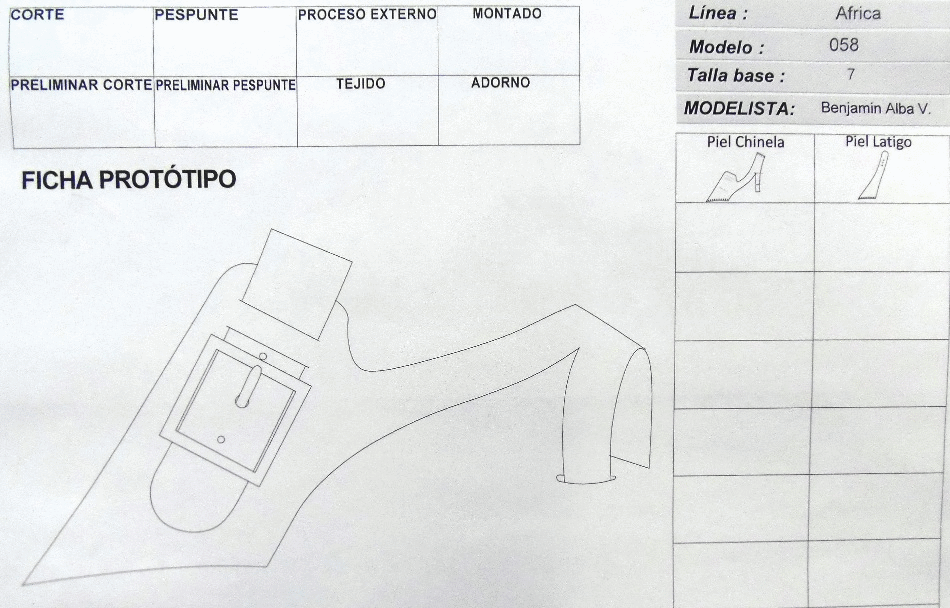 CORTE PESPUNTE PROCESO EXTERNO MONTADO
PRELIMINAR CORTE PRELIMINAR PESPUNTE TEJIDO ADORNO
FICHA PROTÓTIPO
Línea : Africa
Modelo : 058
Talla base : 7
MODELISTA: Benjamin Alba V.
Piel Chinela Piel Latigo